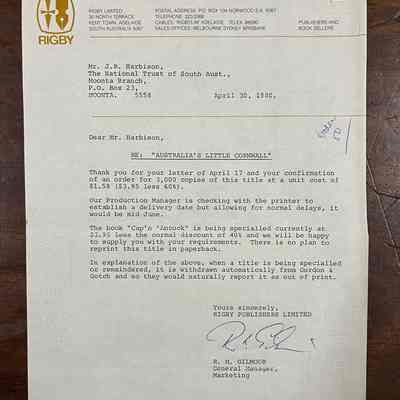 RIGBY
RIGBY LIMITED
30 NORTH TERRACE
KENT TOWN, ADELAIDE
SOUTH AUSTRALIA 5067
POSTAL ADDRESS: P.O. BOX 104 NORWOOD S.A. 5067
TELEPHONE: 223 5566
CABLES: RIGBYLIM ADELAIDE
SALES OFFICES: MELBOURNE SYDNEY BRISBANE
PUBLISHERS AND
BOOK SELLERS
Mr. J.R. Harbison,
The National Trust of South Aust.,
Moonta Branch,
P.O. Box 23,
MOONTA. 5558
April 30, 1980.
Dear Mr. Harbison,
RE: "AUSTRALIA'S LITTLE CORNWALL"
Thank you for your letter of April 17 and your confirmation
of an order for 3,000 copies of this title at a unit cost of
$1.58 ($3.95 less 60%).
Our Production Manager is checking with the printer to
establish a delivery date but allowing for normal delays, it
would be mid June.
The book "Cap'n 'Ancock" is being specialled currently at
$2.95 less the normal discount of 40% and we will be happy
to supply you with your requirements. There is no plan to
reprint this title in paperback.
In explanation of the above, when a title is being specialled
or remaindered, it is withdrawn automatically from Gordon &
Gotch and so they would naturally report it as out of print.
Yours sincerely,
RIGBY PUBLISHERS LIMITED
R. M. GILMOUR
General Manager,
Marketing